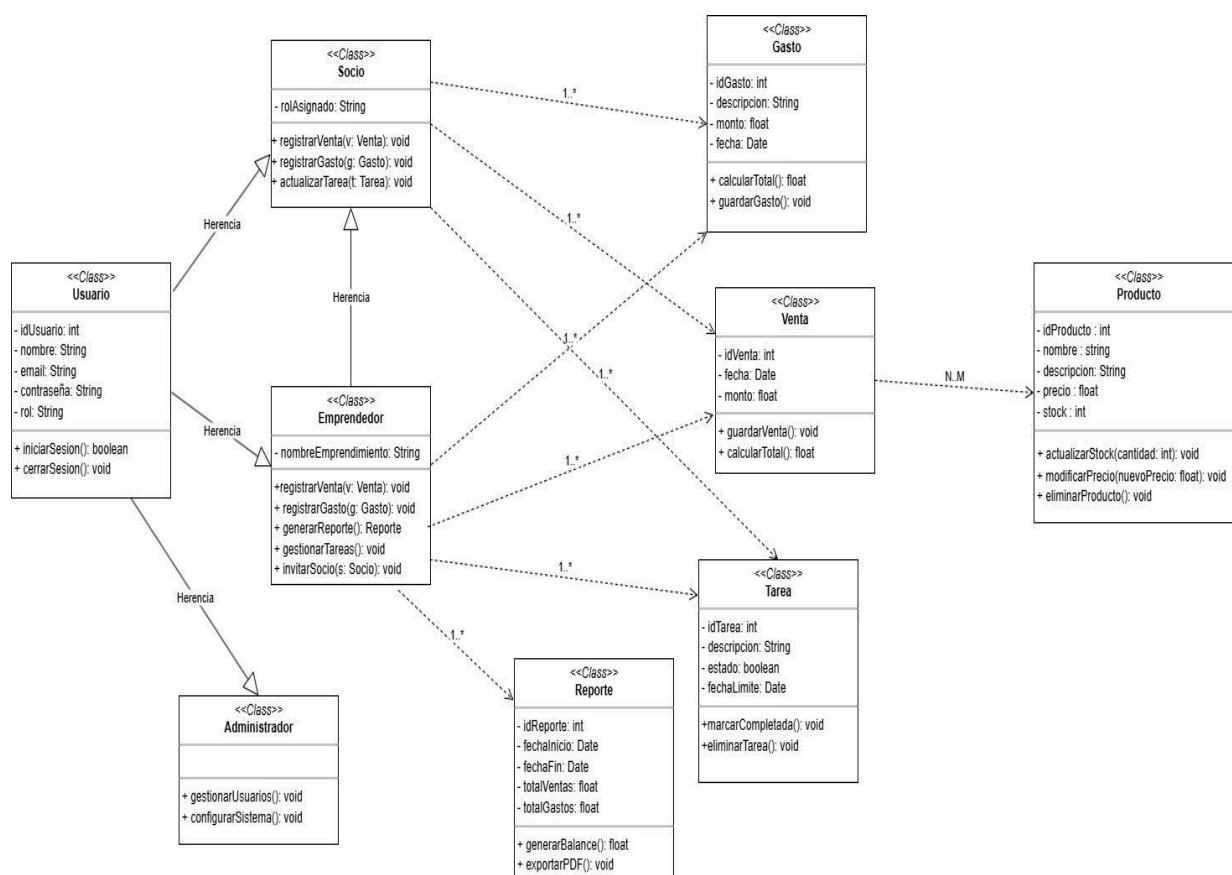 <<Class>>
Socio
- rolAsignado: String
+ registrarVenta(v: Venta): void
+ registrarGasto(g: Gasto): void
+ actualizarTarea(t: Tarea): void
<<Class>>
Gasto
- idGasto: int
- descripcion: String
- monto: float
- fecha: Date
+ calcularTotal(): float
+ guardarGasto(): void
1..*
1..*
Herencia
<<Class>>
Usuario
- idUsuario: int
- nombre: String
- email: String
- contraseña: String
- rol: String
+ iniciarSesion(): boolean
+ cerrarSesion(): void
Herencia
<<Class>>
Venta
- idVenta: int
- fecha: Date
- monto: float
+ guardarVenta(): void
+ calcularTotal(): float
<<Class>>
Producto
- idProducto : int
- nombre : string
- descripcion: String
- precio : float
- stock : int
+ actualizarStock(cantidad: int): void
+ modificarPrecio(nuevoPrecio: float): void
+ eliminarProducto(): void
1..*
1..*
N..M
Herencia
<<Class>>
Emprendedor
- nombreEmprendimiento: String
+registrarVenta(v: Venta): void
+ registrarGasto(g: Gasto): void
+ generarReporte(): Reporte
+ gestionarTareas(): void
+ invitarSocio(s: Socio): void
1..*
1..*
1..*
Herencia
<<Class>>
Tarea
- idTarea: int
- descripcion: String
- estado: boolean
- fechaLimite: Date
+marcarCompletada(): void
+eliminarTarea(): void
<<Class>>
Administrador
+ gestionarUsuarios(): void
+ configurarSistema(): void
<<Class>>
Reporte
- idReporte: int
- fechaInicio: Date
- fechaFin: Date
- totalVentas: float
- totalGastos: float
+ generarBalance(): float
+ exportarPDF(): void